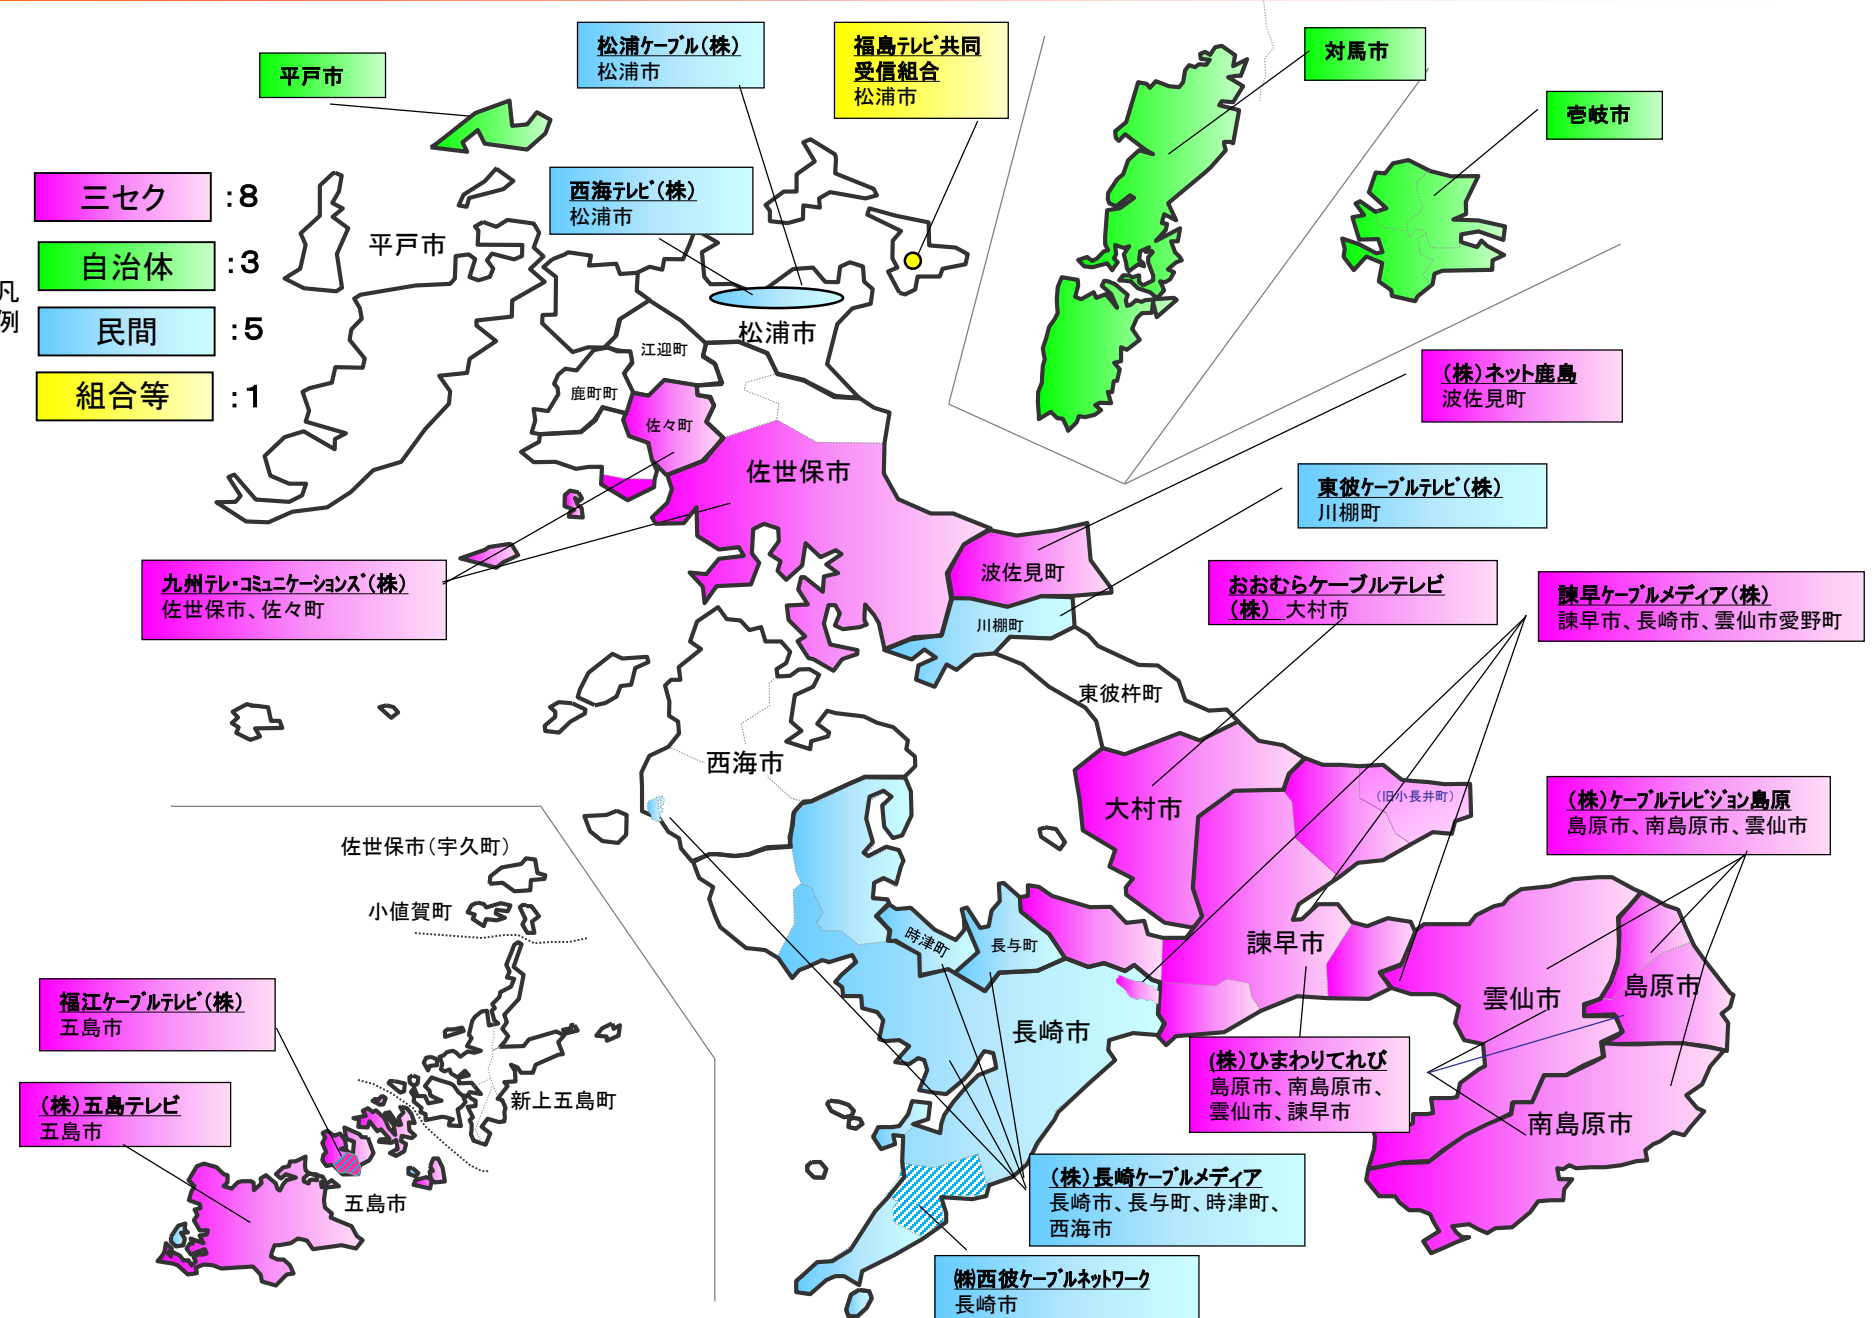 平戸市
松浦ケーブル(株)
松浦市
福島テレビ共同
受信組合
松浦市
対馬市
壱岐市
西海テレビ(株)
松浦市
凡
例
三セク :8
自治体 :3
民間 :5
組合等 :1
平戸市
松浦市
江迎町
鹿町町
佐々町
佐世保市
(株)ネット鹿島
波佐見町
東彼ケーブルテレビ(株)
川棚町
波佐見町
川棚町
九州テレ・コミュニケーションズ(株)
佐世保市、佐々町
おおむらケーブルテレビ
(株) 大村市
諫早ケーブルメディア(株)
諫早市、長崎市、雲仙市愛野町
東彼杵町
西海市
大村市
(旧小長井町)
(株)ケーブルテレビジョン島原
島原市、南島原市、雲仙市
佐世保市(宇久町)
小値賀町
時津町
長与町
諫早市
雲仙市
島原市
長崎市
福江ケーブルテレビ(株)
五島市
(株)五島テレビ
五島市
新上五島町
五島市
(株)ひまわりてれび
島原市、南島原市、
雲仙市、諫早市
南島原市
(株)長崎ケーブルメディア
長崎市、長与町、時津町、
西海市
㈱西彼ケーブルネットワーク
長崎市